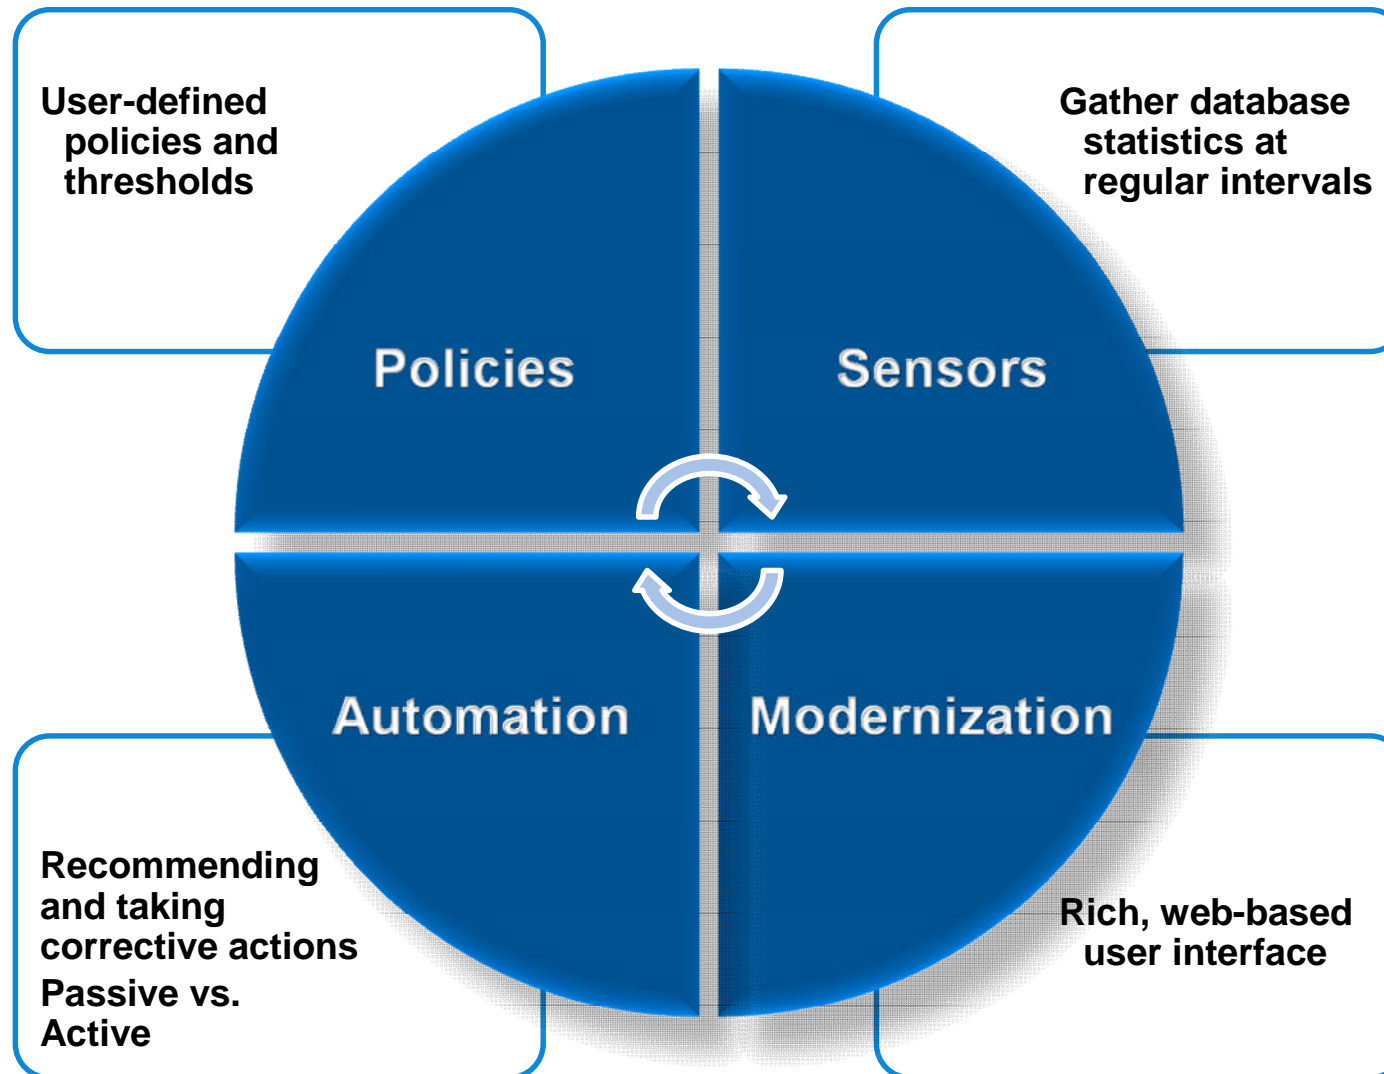 User-defined
policies and
thresholds
Gather database
statistics at
regular intervals
Policies
Sensors
Automation
Modernization
Recommending
and taking
corrective actions
Passive vs.
Active
Rich, web-based
user interface